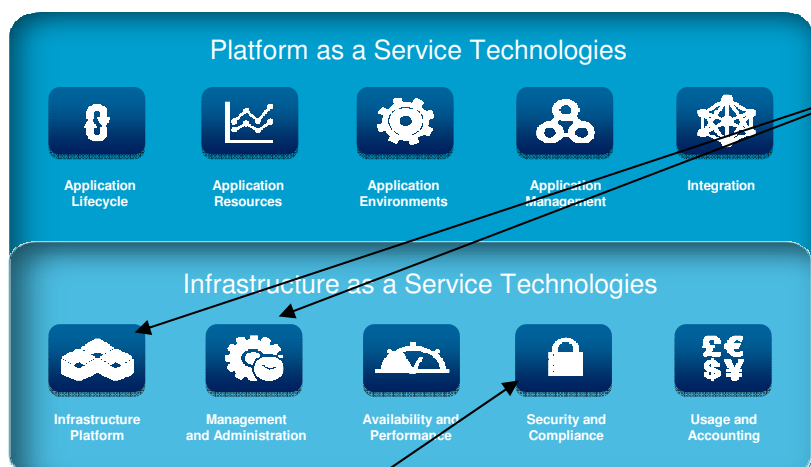 Platform as a Service Technologies
Application
Lifecycle
Application
Resources
Application
Environments
Application
Management
Integration
Infrastructure as a Service Technologies
£€
$¥
Infrastructure
Platform
Management
and Administration
Availability and
Performance
Security and
Compliance
Usage and
Accounting